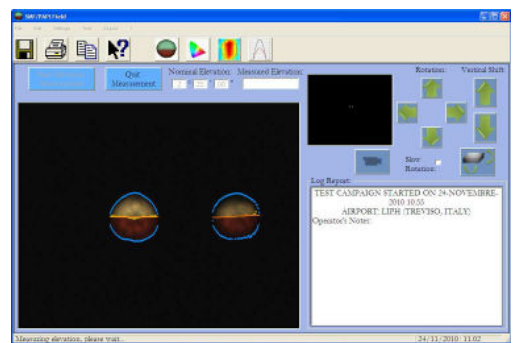 Quit
Measurement
Nominal Elevation: Measured Elevation:
Rotation: Vertical Shift:
Slow
Rotation:
Log Report:
TEST CAMPAIGN STARTED ON 24-NOVEMBRE-
2010 10:55
AIRPORT: LIPH (TREVISO, ITALY)
Operator's Notes:
Measuring elevation, please wait...
24/11/2010 11.02